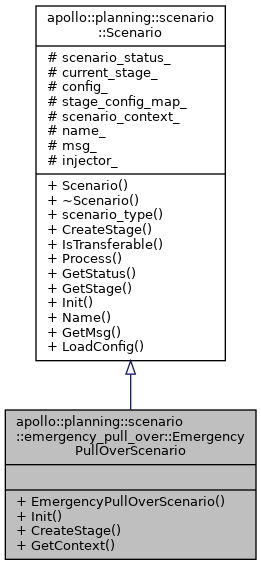 apollo::planning::scenario
::Scenario
# scenario_status_
# current_stage_
# config_
# stage_config_map_
# scenario_context_
# name_
# msg_
# injector_
+ Scenario()
+ ~Scenario()
+ scenario_type()
+ CreateStage()
+ IsTransferable()
+ Process()
+ GetStatus()
+ GetStage()
+ Init()
+ Name()
+ GetMsg()
+ LoadConfig()
apollo::planning::scenario
::emergency_pull_over::Emergency
PullOverScenario
+ EmergencyPullOverScenario()
+ Init()
+ CreateStage()
+ GetContext()